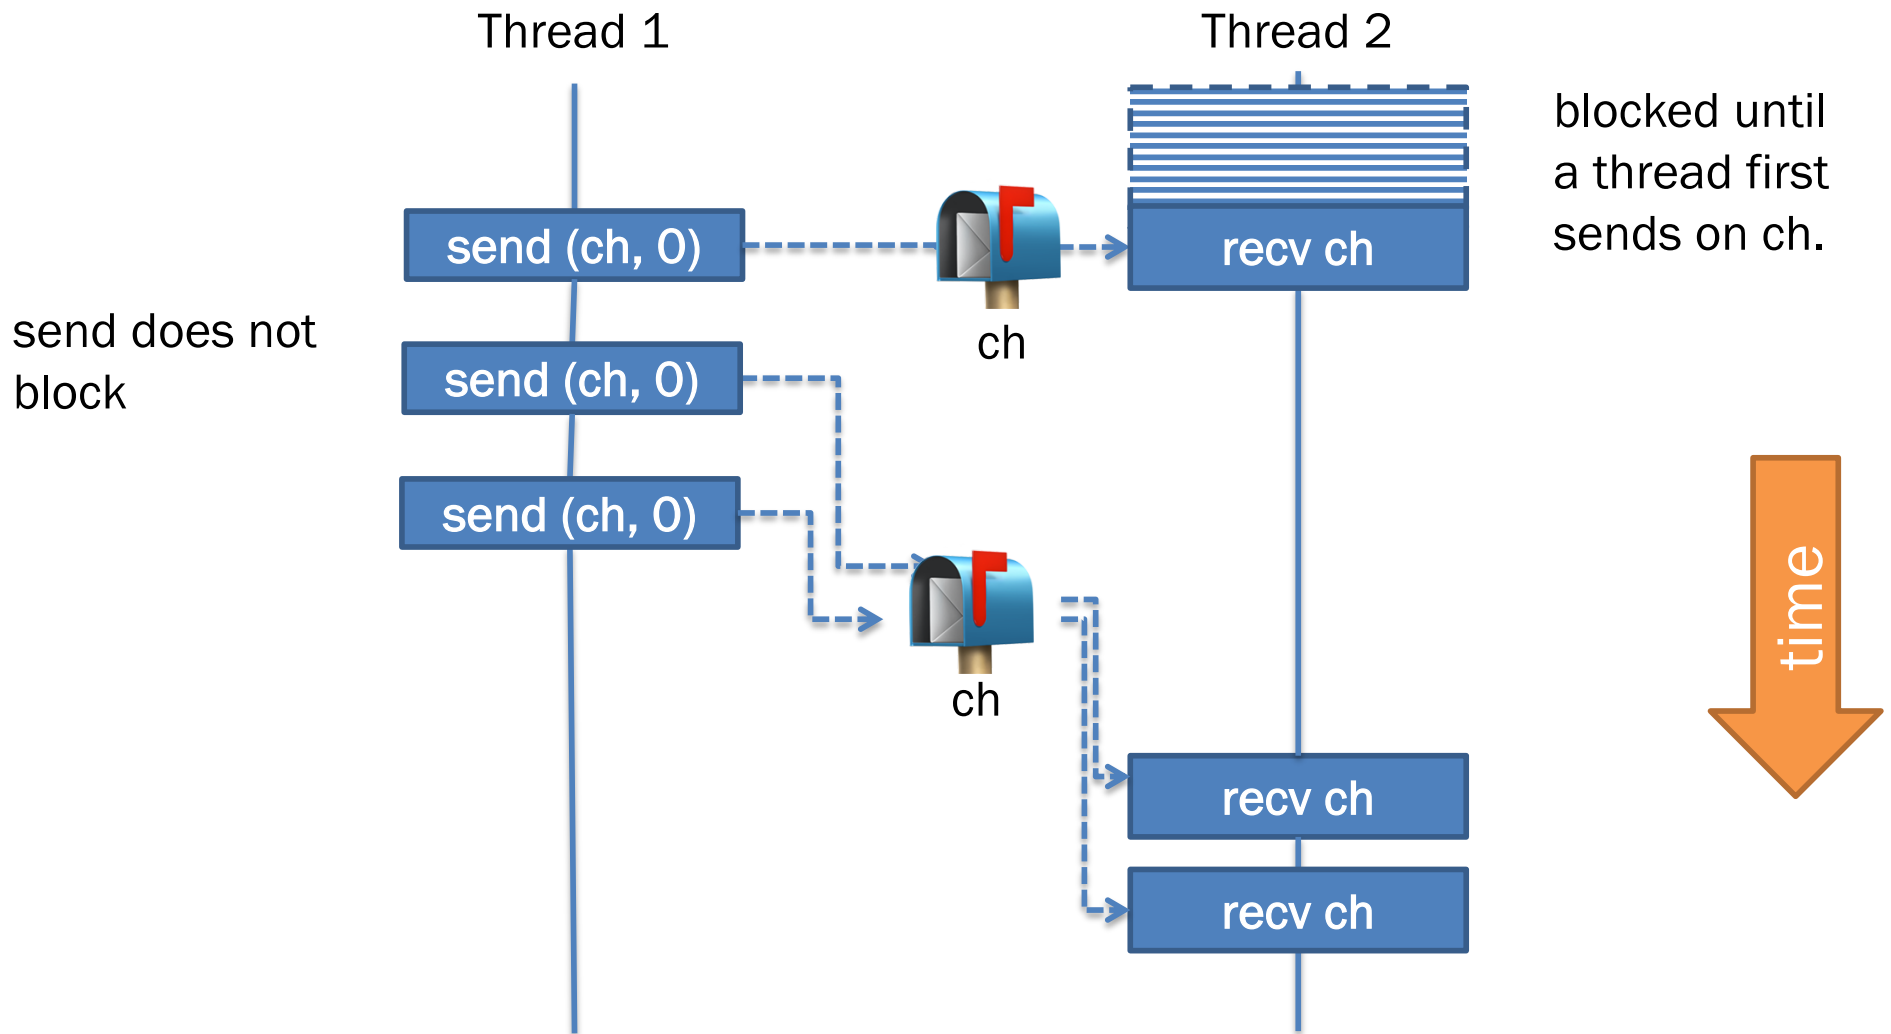 Thread 1
Thread 2
blocked until
a thread first
sends on ch.
send (ch, 0)
recv ch
ch
send does not
block
send (ch, 0)
send (ch, 0)
time
ch
recv ch
recv ch